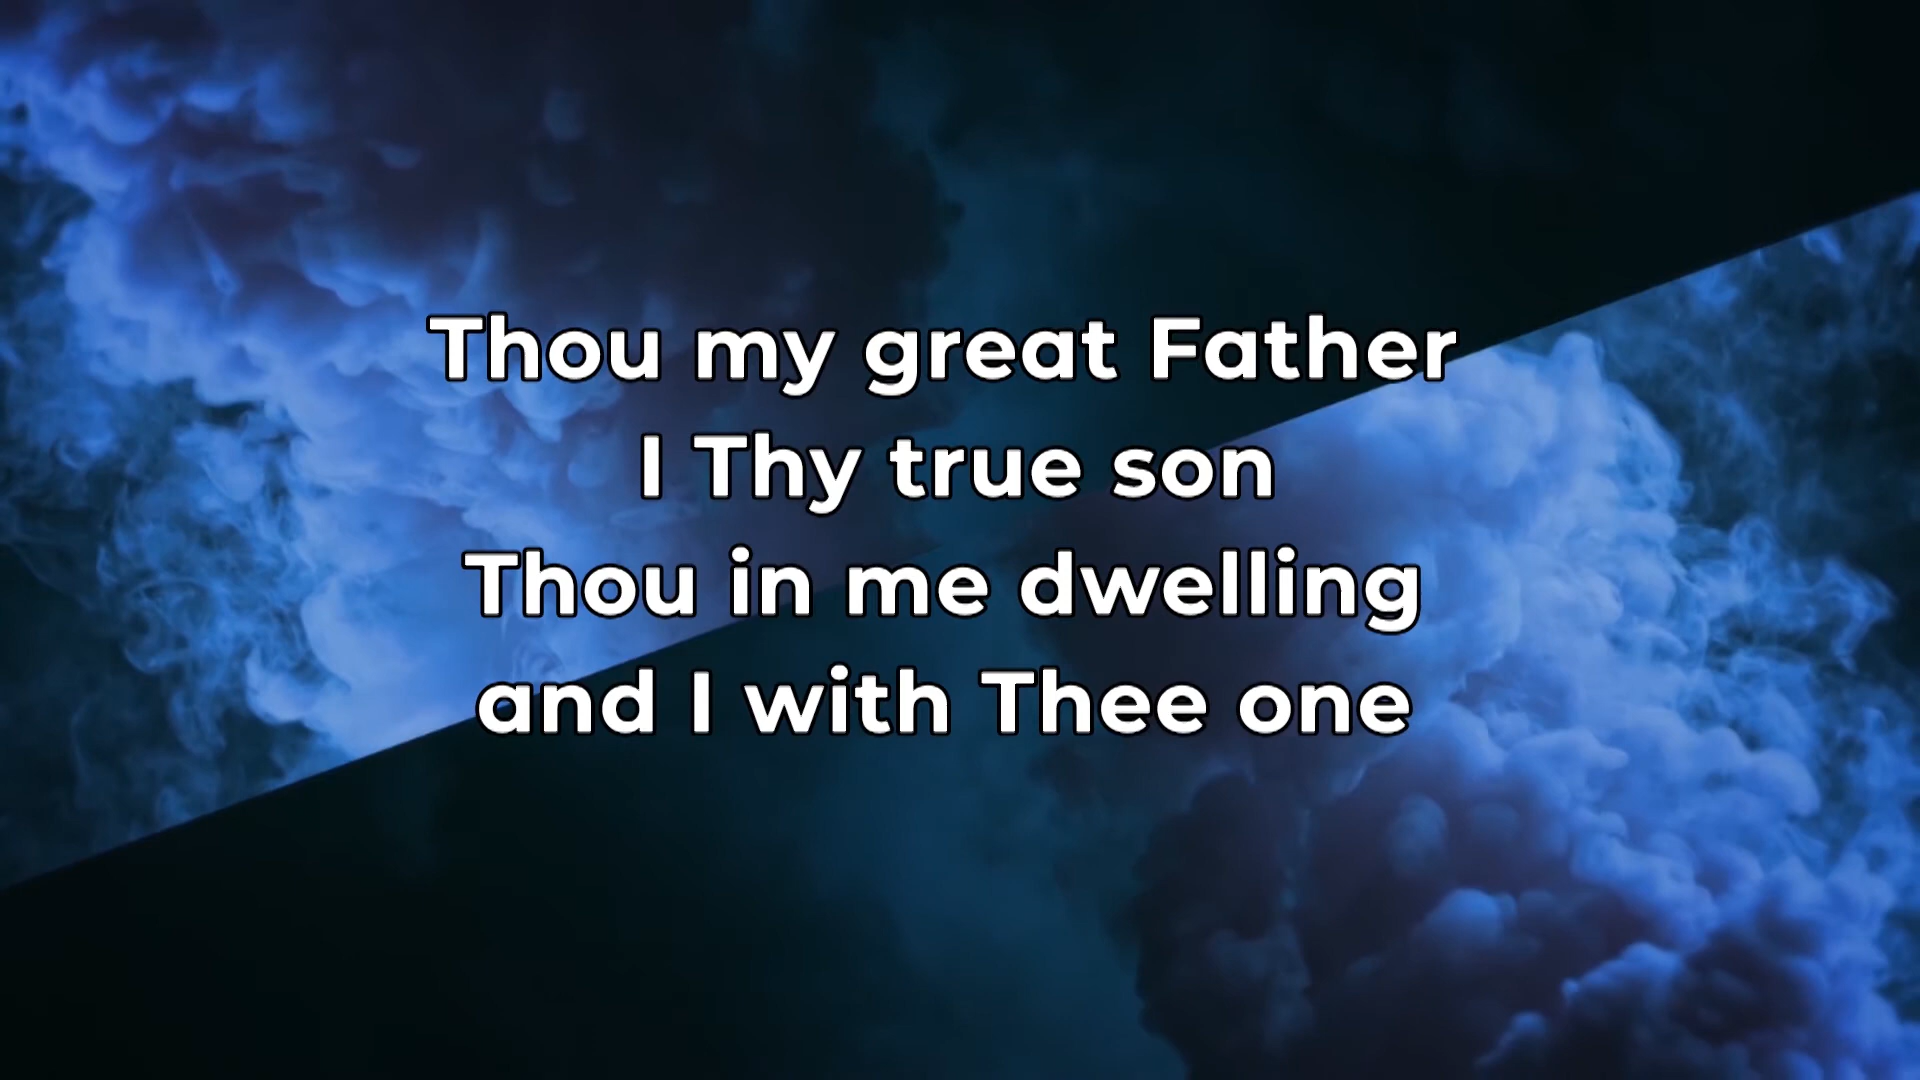 Thou my great Father
I Thy true son
Thou in me dwelling
and I with Thee one